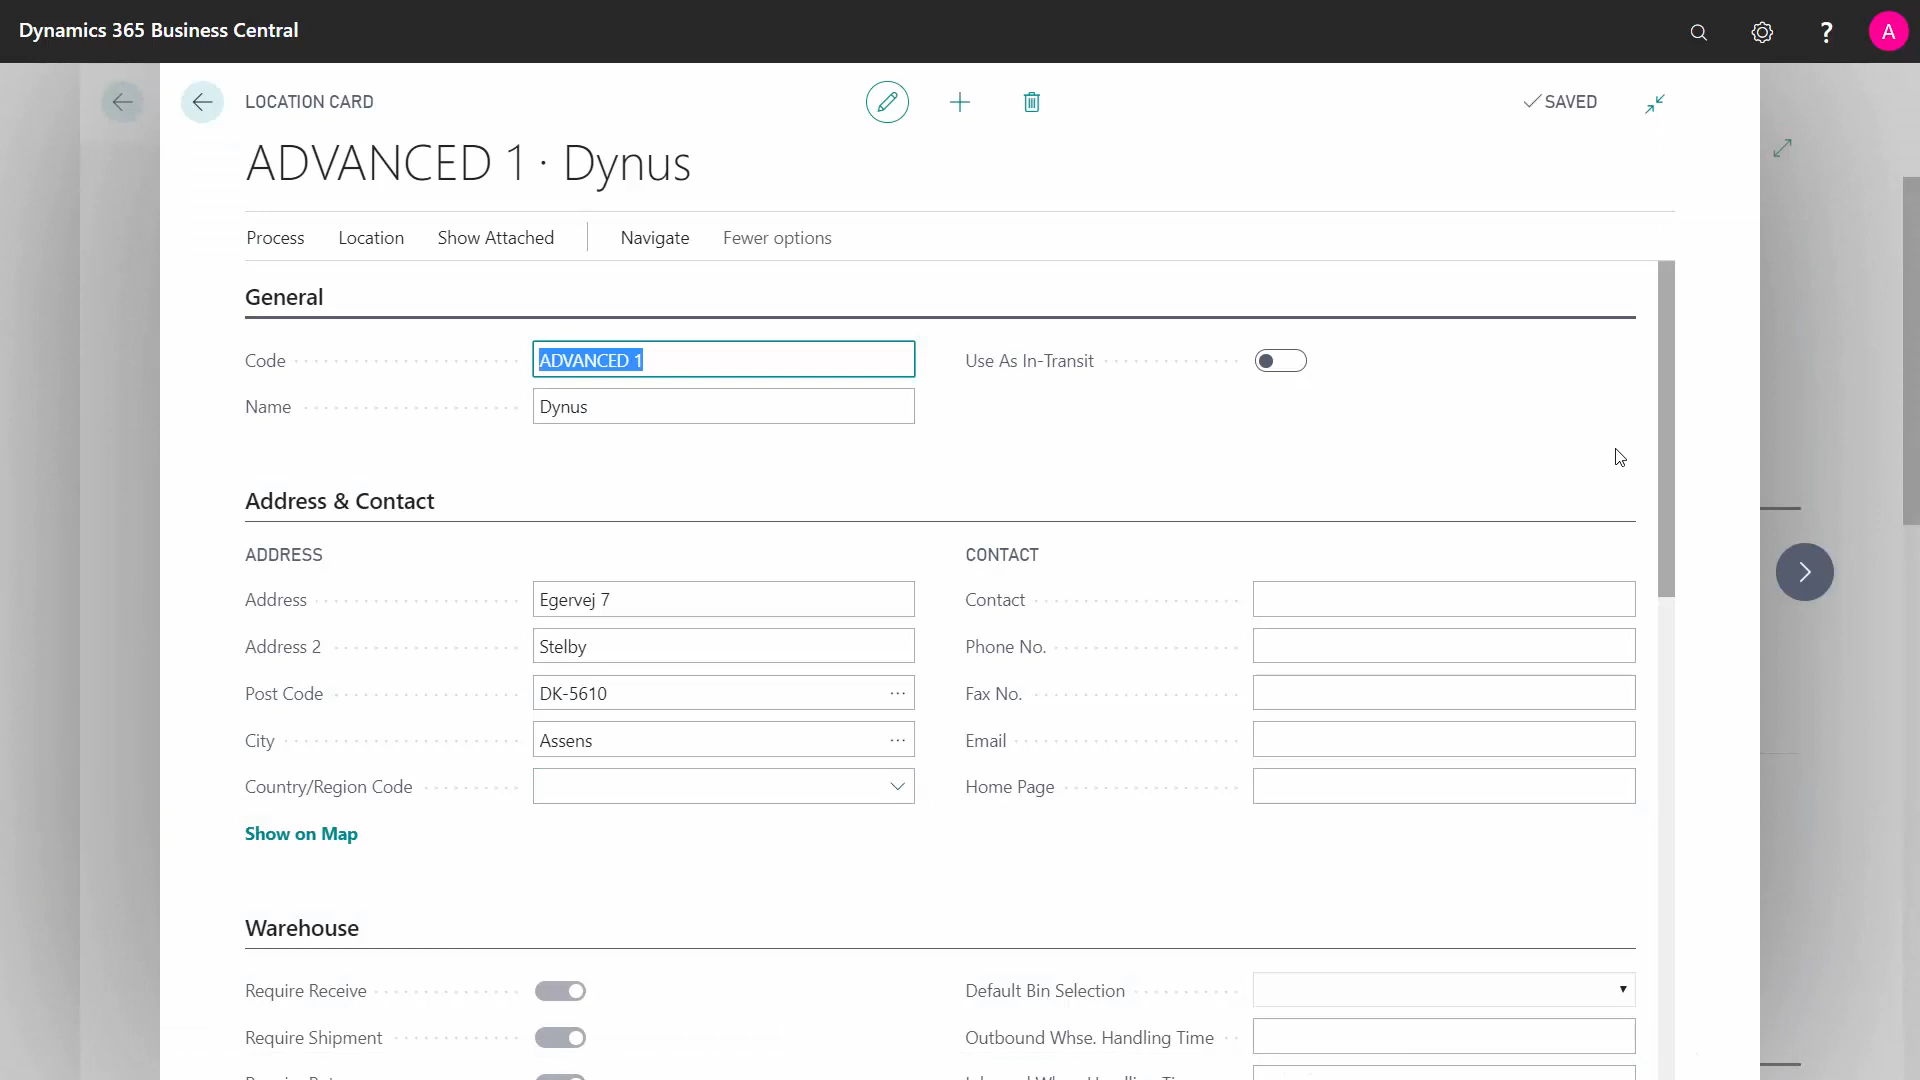 Dynamics 365 Business Central
?
A
LOCATION CARD
SAVED
ADVANCED 1 · Dynus
Process Location Show Attached Navigate Fewer options
General
Code ADVANCED 1 Use As In-Transit
Name Dynus
Address & Contact
ADDRESS CONTACT
Address Egervej 7 Contact
Address 2 Stelby Phone No.
Post Code DK-5610 ··· Fax No.
City Assens ··· Email
Country/Region Code Home Page
Show on Map
Warehouse
Require Receive Default Bin Selection
Require Shipment Outbound Whse. Handling Time